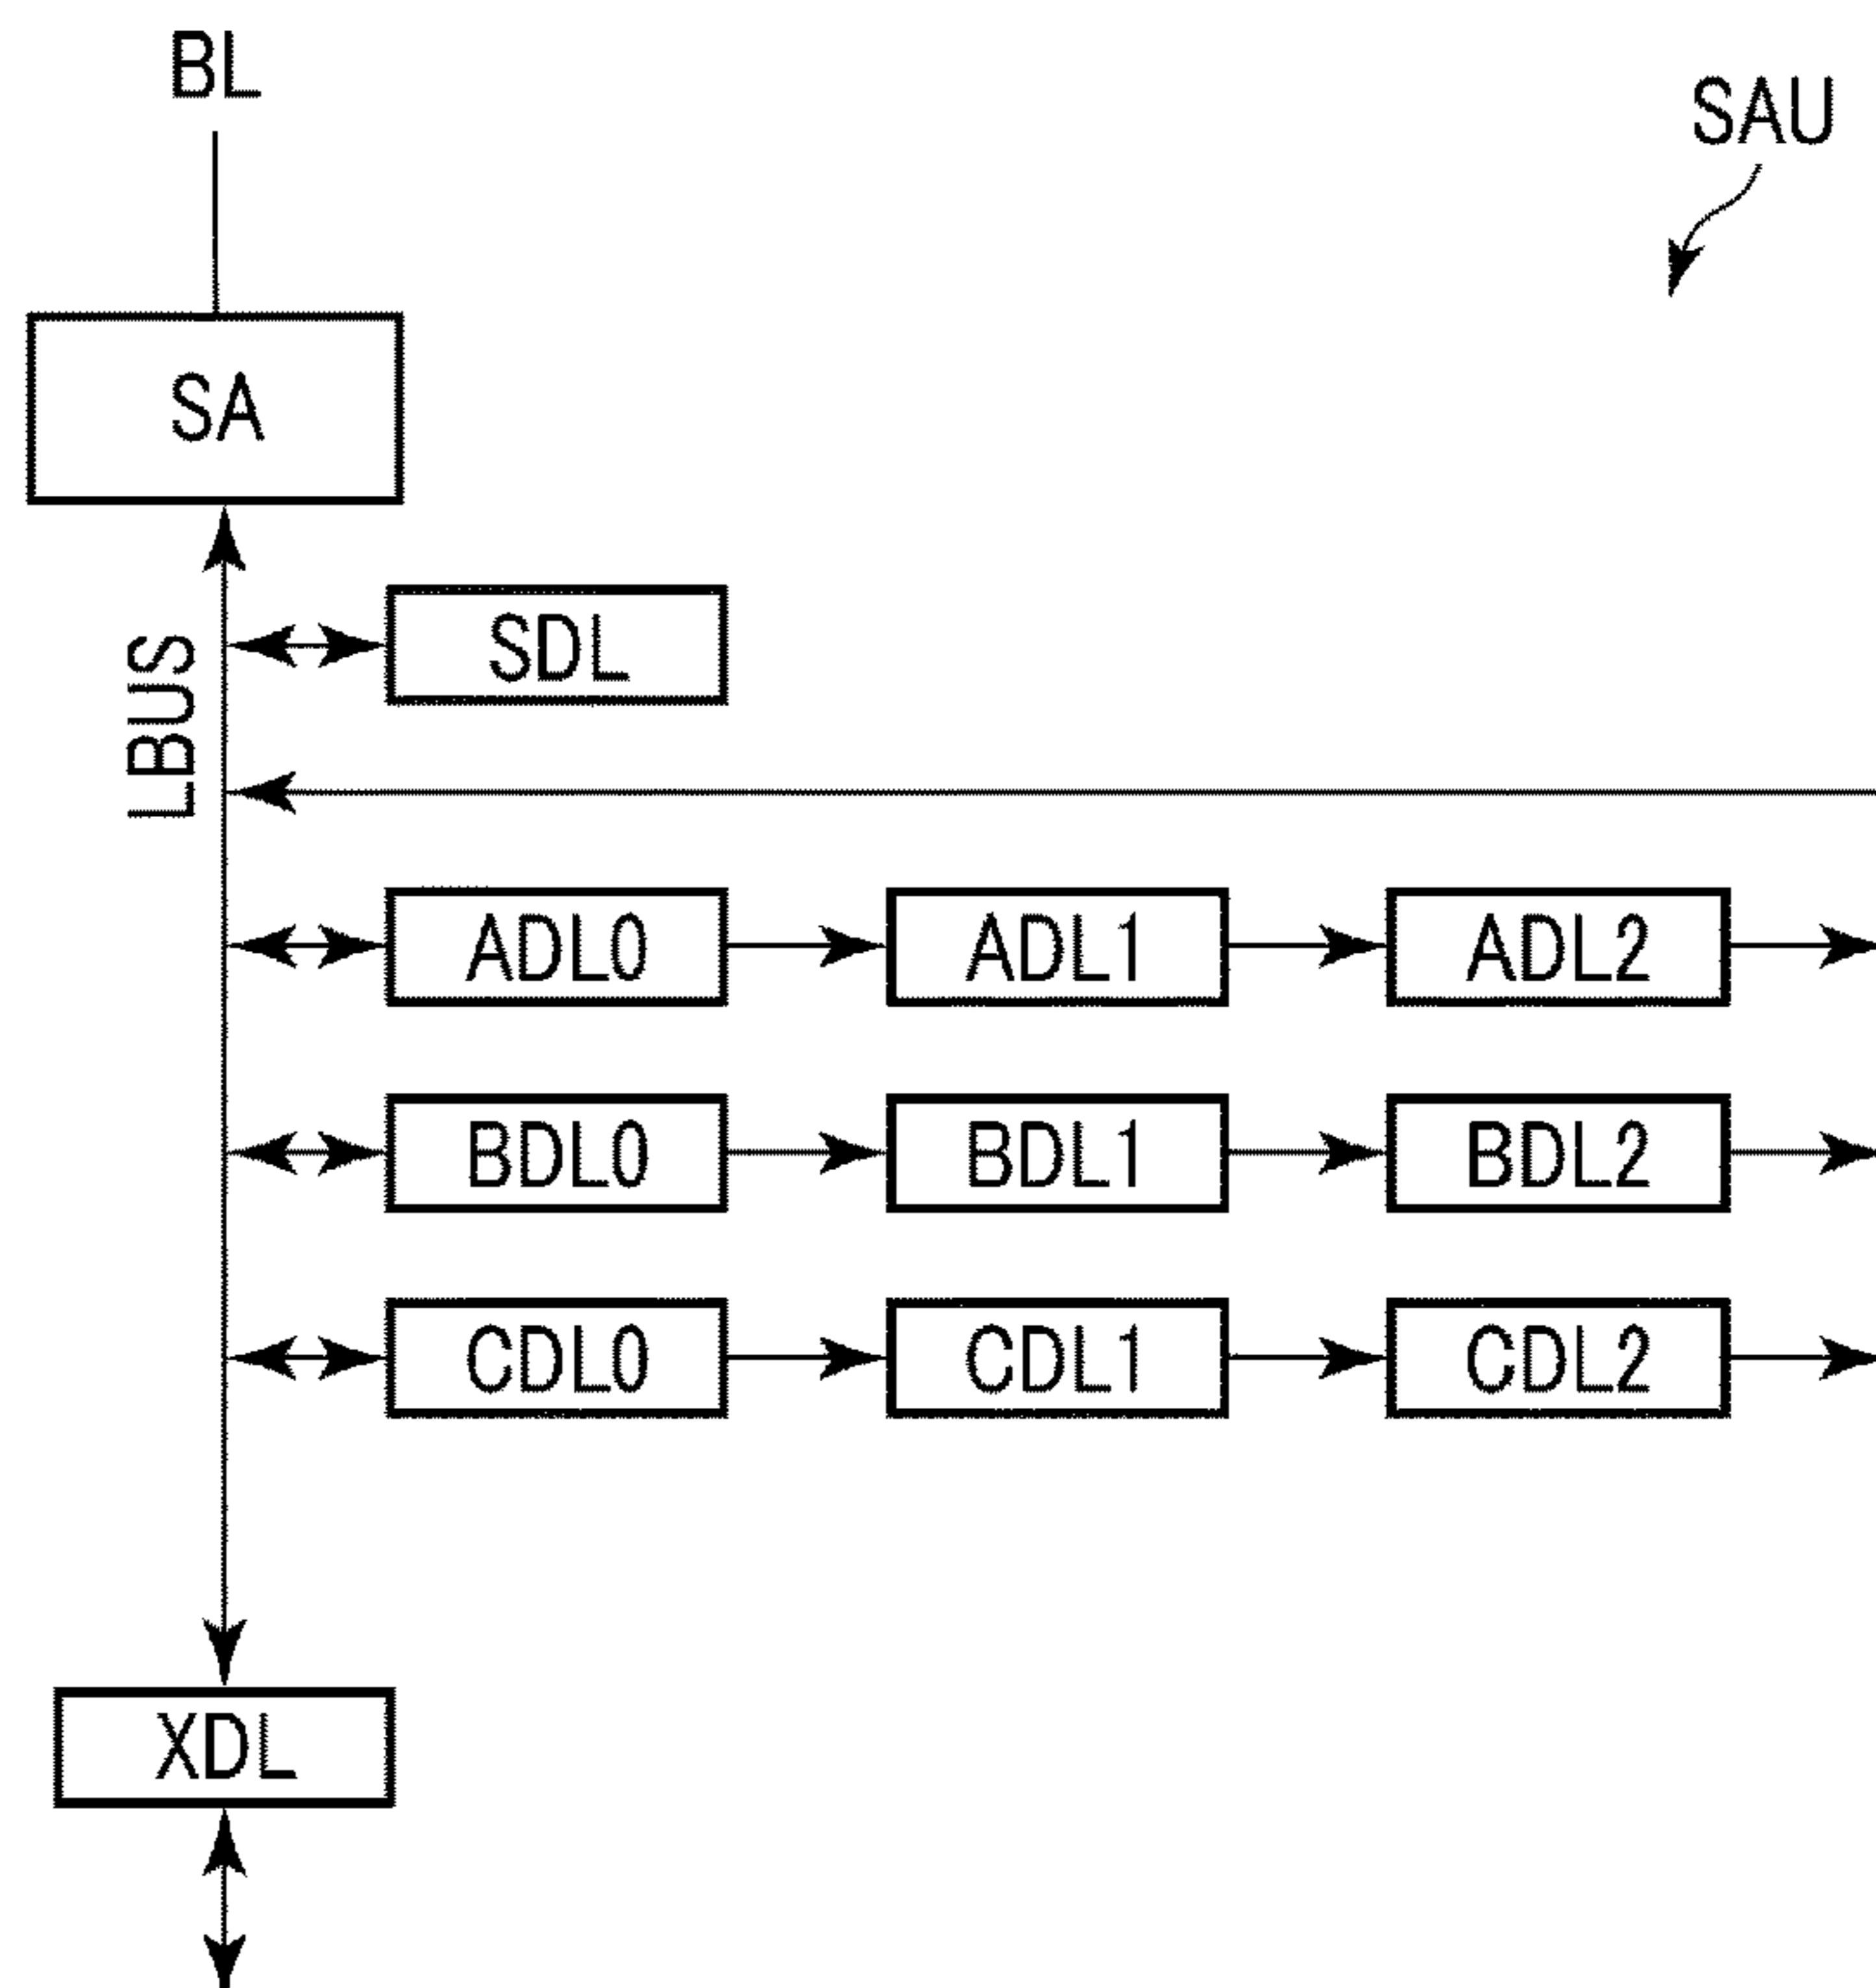 BL
SAU
SA
SDL
LBUS
ADL0 ADL1 ADL2
BDL0 BDL1 BDL2
CDL0 CDL1 CDL2
XDL